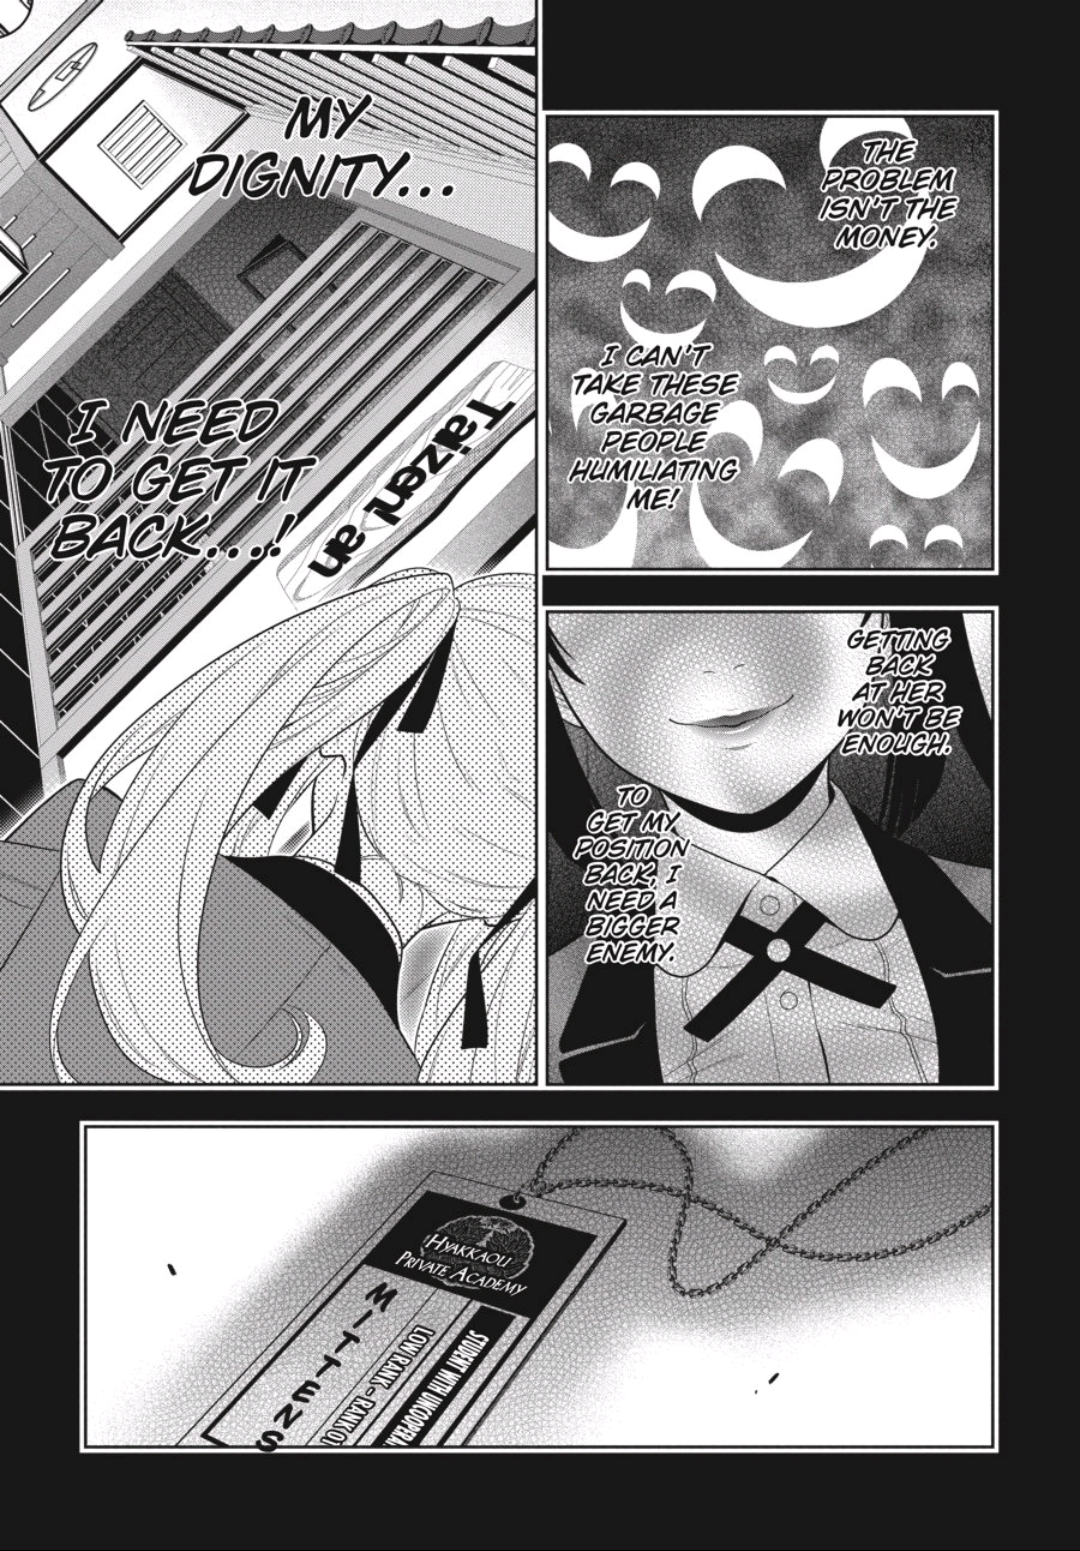 THE
PROBLEM
ISN'T THE
MONEY.
I CAN'T
TAKE THESE
GARBAGE
PEOPLE
HUMILIATING
ME!
GETTING
BACK
AT HER
WON'T BE
ENOUGH.
TO
GET MY
POSITION
BACK, I
NEED A
BIGGER
ENEMY.
MY
DIGNITY...
I NEED
TO GET IT
BACK...!
Taizent an
HYAKKAOU
PRIVATE ACADEMY
STUDENT WITH UNCOOPERA
LOW RANK - RANK OT
MITTENS